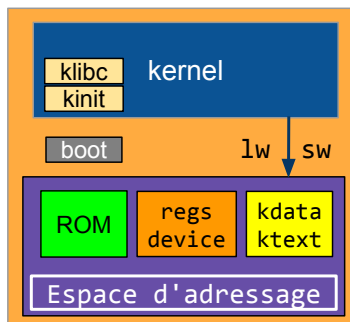 klibc
kernel
kinit
boot
lw sw
ROM
regs
device
kdata
ktext
Espace d'adressage